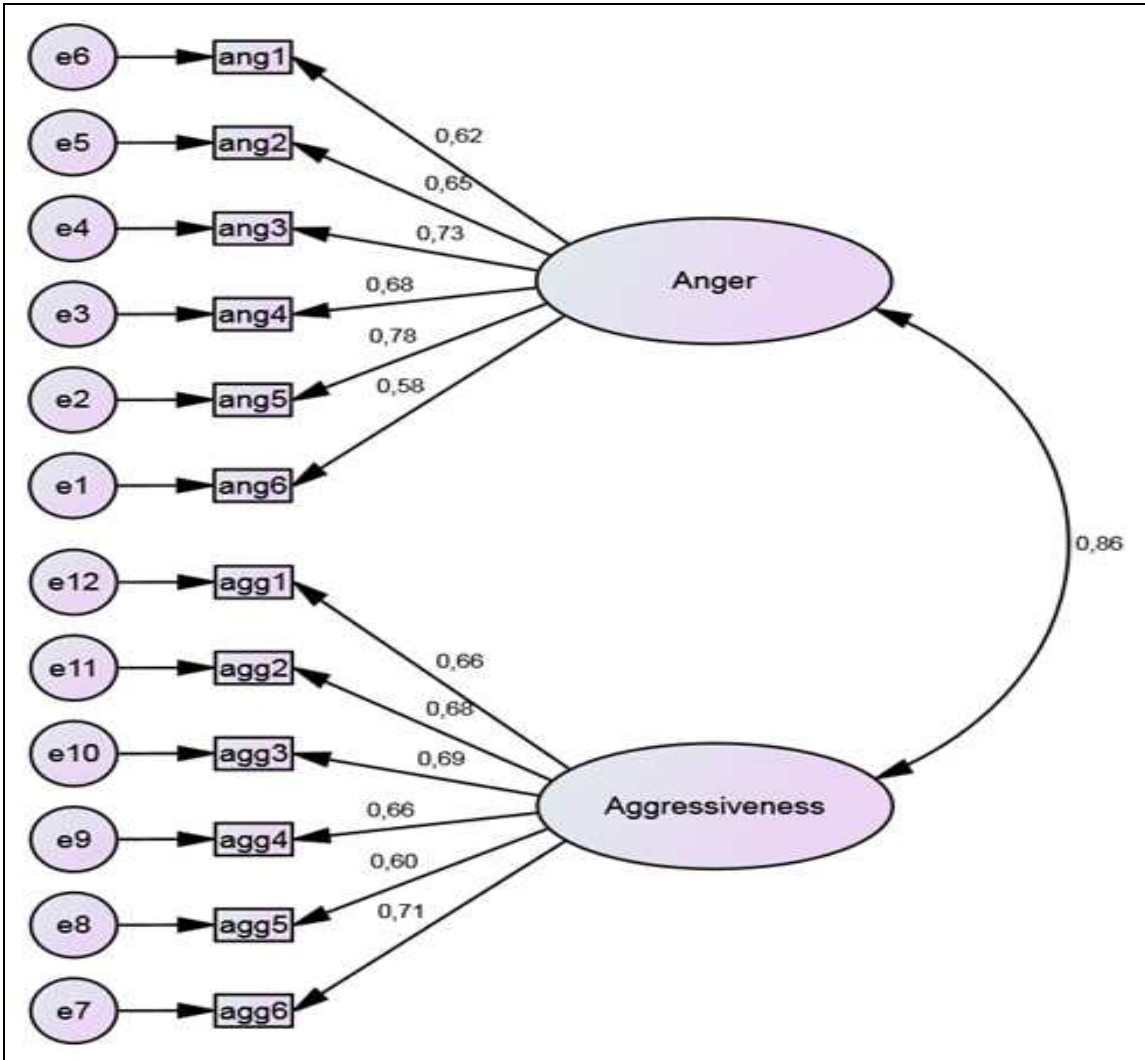 e6 ang1
0,62
e5 ang2
0,65
e4 ang3
0,73
Anger
0,68
e3 ang4
0,78
e2 ang5
0,58
e1 ang6
0,86
e12 agg1
0,66
e11 agg2
0,68
e10 agg3
0,69
Aggressiveness
0,66
e9 agg4
0,60
e8 agg5
0,71
e7 agg6